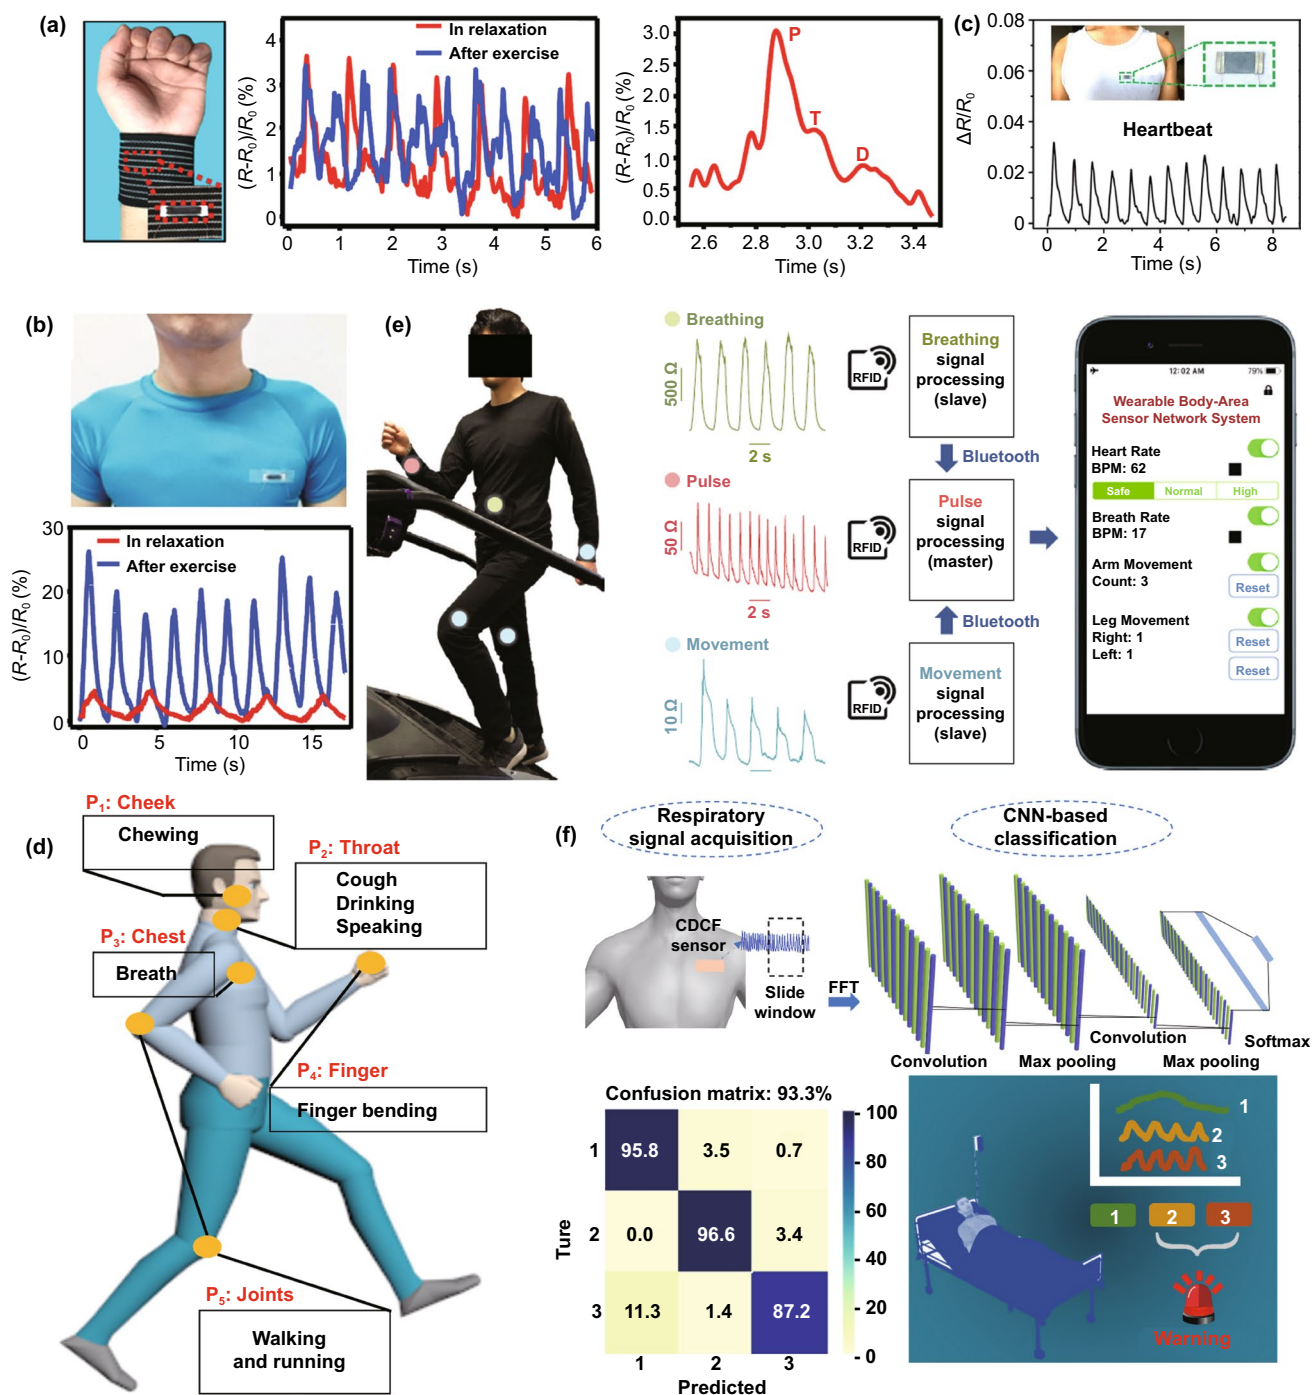 (a)
In relaxation
After exercise
(R-R0)/R0 (%)
4
3
2
1
0
0 1 2 3 4 5 6
Time (s)
(R-R0)/R0 (%)
3.0
2.5
2.0
1.5
1.0
0.5
0.0
P
T
D
2.6 2.8 3.0 3.2 3.4
Time (s)
(c)
ΔR/R0
0.08
0.06
0.04
0.02
0
Heartbeat
0 2 4 6 8
Time (s)
(b)
(R-R0)/R0 (%)
30
20
10
0
In relaxation
After exercise
0 5 10 15
Time (s)
(e)
Breathing
500 Ω
2 s
RFID
Breathing
signal
processing
(slave)
Bluetooth
Pulse
50 Ω
2 s
RFID
Pulse
signal
processing
(master)
Bluetooth
Movement
10 Ω
RFID
Movement
signal
processing
(slave)
12:02 AM
79%
Wearable Body-Area
Sensor Network System
Heart Rate
BPM: 62
Safe Normal High
Breath Rate
BPM: 17
Arm Movement
Count: 3
Reset
Leg Movement
Right: 1
Reset
Left: 1
Reset
(d)
P1: Cheek
Chewing
P2: Throat
Cough
Drinking
Speaking
P3: Chest
Breath
P4: Finger
Finger bending
P5: Joints
Walking
and running
(f)
Respiratory
signal acquisition
CNN-based
classification
CDCF
sensor
Slide
window
FFT
Convolution
Max pooling
Convolution
Max pooling
Softmax
Confusion matrix: 93.3%
Ture
1 95.8 3.5 0.7
2 0.0 96.6 3.4
3 11.3 1.4 87.2
1 2 3
Predicted
100
80
60
40
20
0
1
2
3
1 2 3
Warning